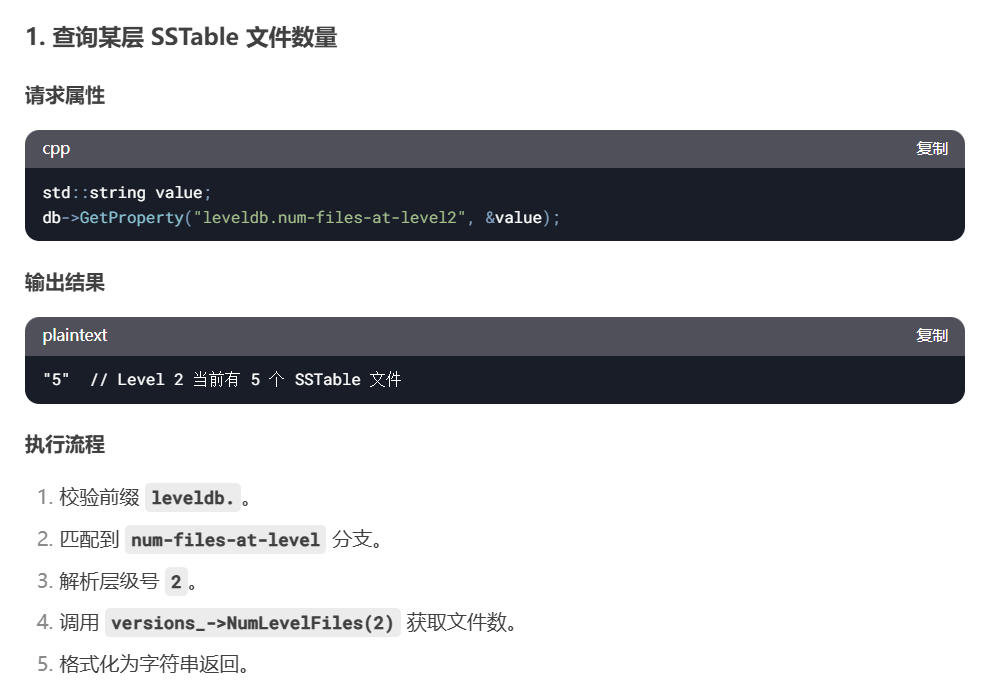 1. 查询某层 SSTable 文件数量
请求属性
cpp 复制
std::string value;
db->GetProperty("leveldb.num-files-at-level2", &value);
输出结果
plaintext 复制
"5"  // Level 2 当前有 5 个 SSTable 文件
执行流程
1. 校验前缀 leveldb. 。
2. 匹配到 num-files-at-level 分支。
3. 解析层级号 2 。
4. 调用 versions_->NumLevelFiles(2) 获取文件数。
5. 格式化为字符串返回。